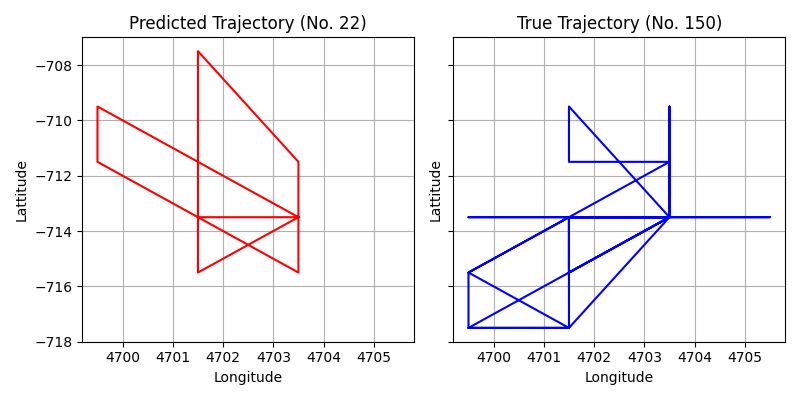 Predicted Trajectory (No. 22)
True Trajectory (No. 150)
−708
−710
−712
−714
−716
−718
Lattitude
Lattitude
4700 4701 4702 4703 4704 4705
4700 4701 4702 4703 4704 4705
Longitude
Longitude